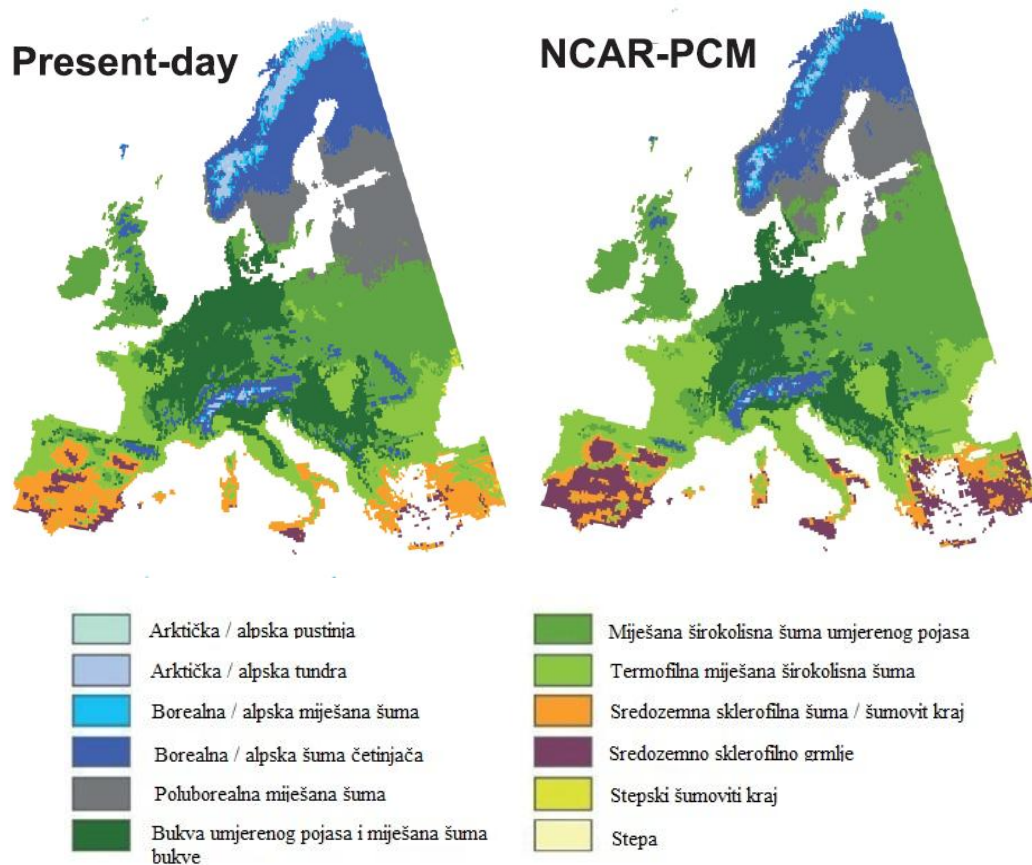 Present-day
NCAR-PCM
Arktička / alpska pustinja
Arktička / alpska tundra
Borealna / alpska miješana šuma
Borealna / alpska šuma četinjača
Poluborealna miješana šuma
Bukva umjerenog pojasa i miješana šuma
bukve
Miješana širokolisna šuma umjerenog pojasa
Termofilna miješana širokolisna šuma
Sredozemna sklerofilna šuma / šumovit kraj
Sredozemno sklerofilno grmlje
Stepski šumoviti kraj
Stepa